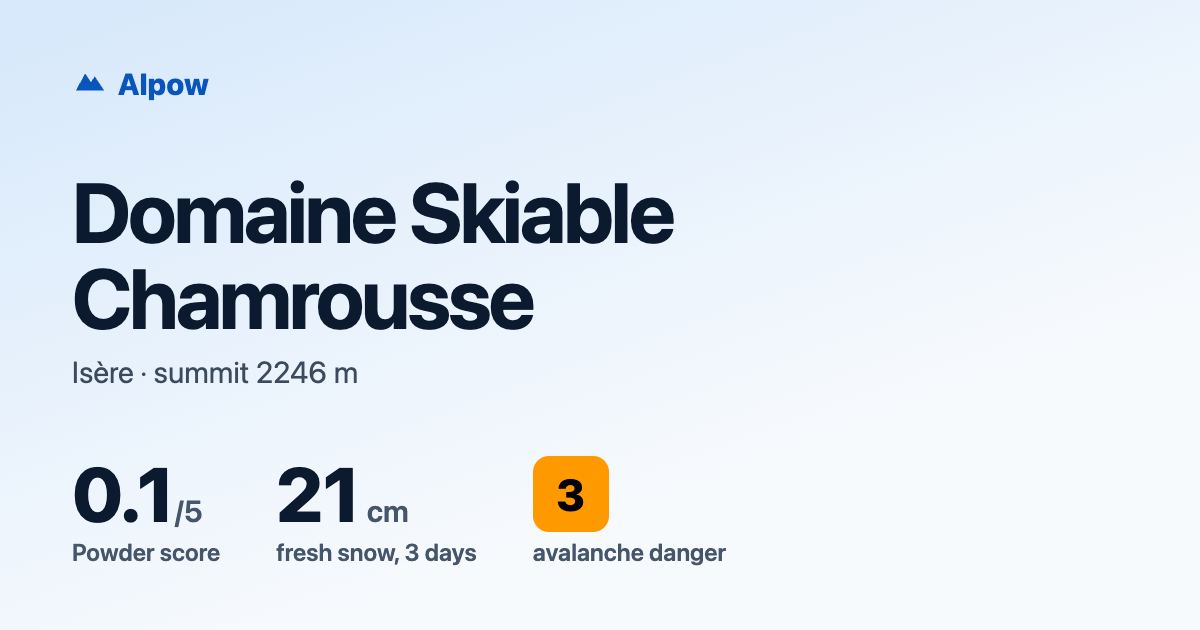 Alpow
Domaine Skiable
Chamrousse
Isère · summit 2246 m
0.1/5
Powder score
21 cm
fresh snow, 3 days
3
avalanche danger